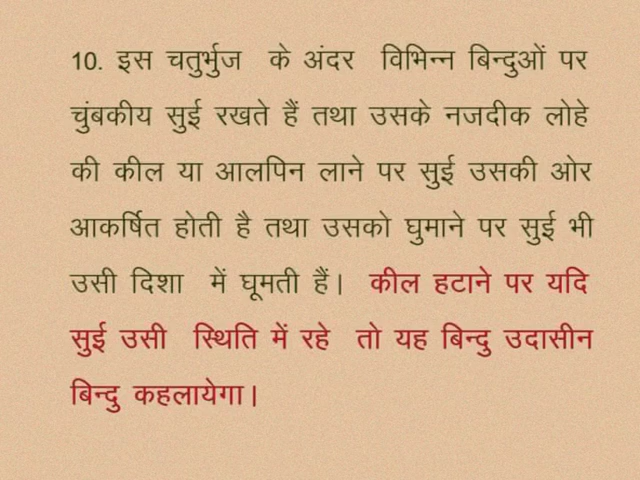 10. इस चतुर्भुज के अंदर विभिन्न बिन्दुओं पर
चुंबकीय सुई रखते हैं तथा उसके नजदीक लोहे
की कील या आलपिन लाने पर सुई उसकी ओर
आकर्षित होती है तथा उसको घुमाने पर सुई भी
उसी दिशा में घूमती हैं। कील हटाने पर यदि
सुई उसी स्थिति में रहे तो यह बिन्दु उदासीन
बिन्दु कहलायेगा।